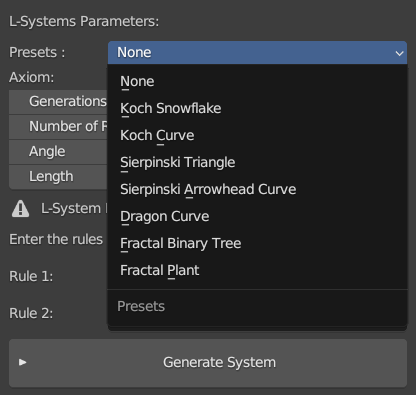 L-Systems Parameters:
Presets : None
Axiom:
None
Generations
Koch Snowflake
Number of
Koch Curve
Angle
Sierpinski Triangle
Length
Sierpinski Arrowhead Curve
L-System
Dragon Curve
Enter the rules
Fractal Binary Tree
Rule 1:
Fractal Plant
Presets
Rule 2:
Generate System